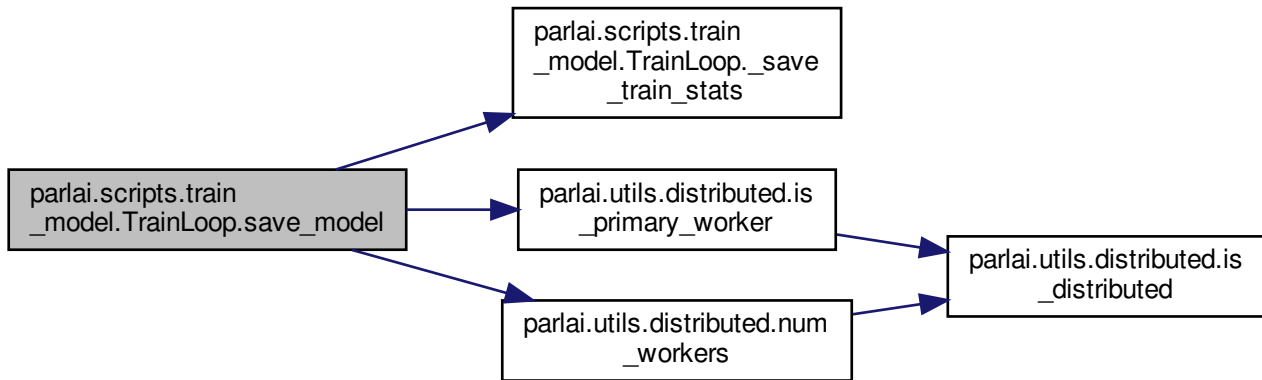 parlai.scripts.train
_model.TrainLoop._save
_train_stats
parlai.scripts.train
_model.TrainLoop.save_model
parlai.utils.distributed.is
_primary_worker
parlai.utils.distributed.is
_distributed
parlai.utils.distributed.num
_workers